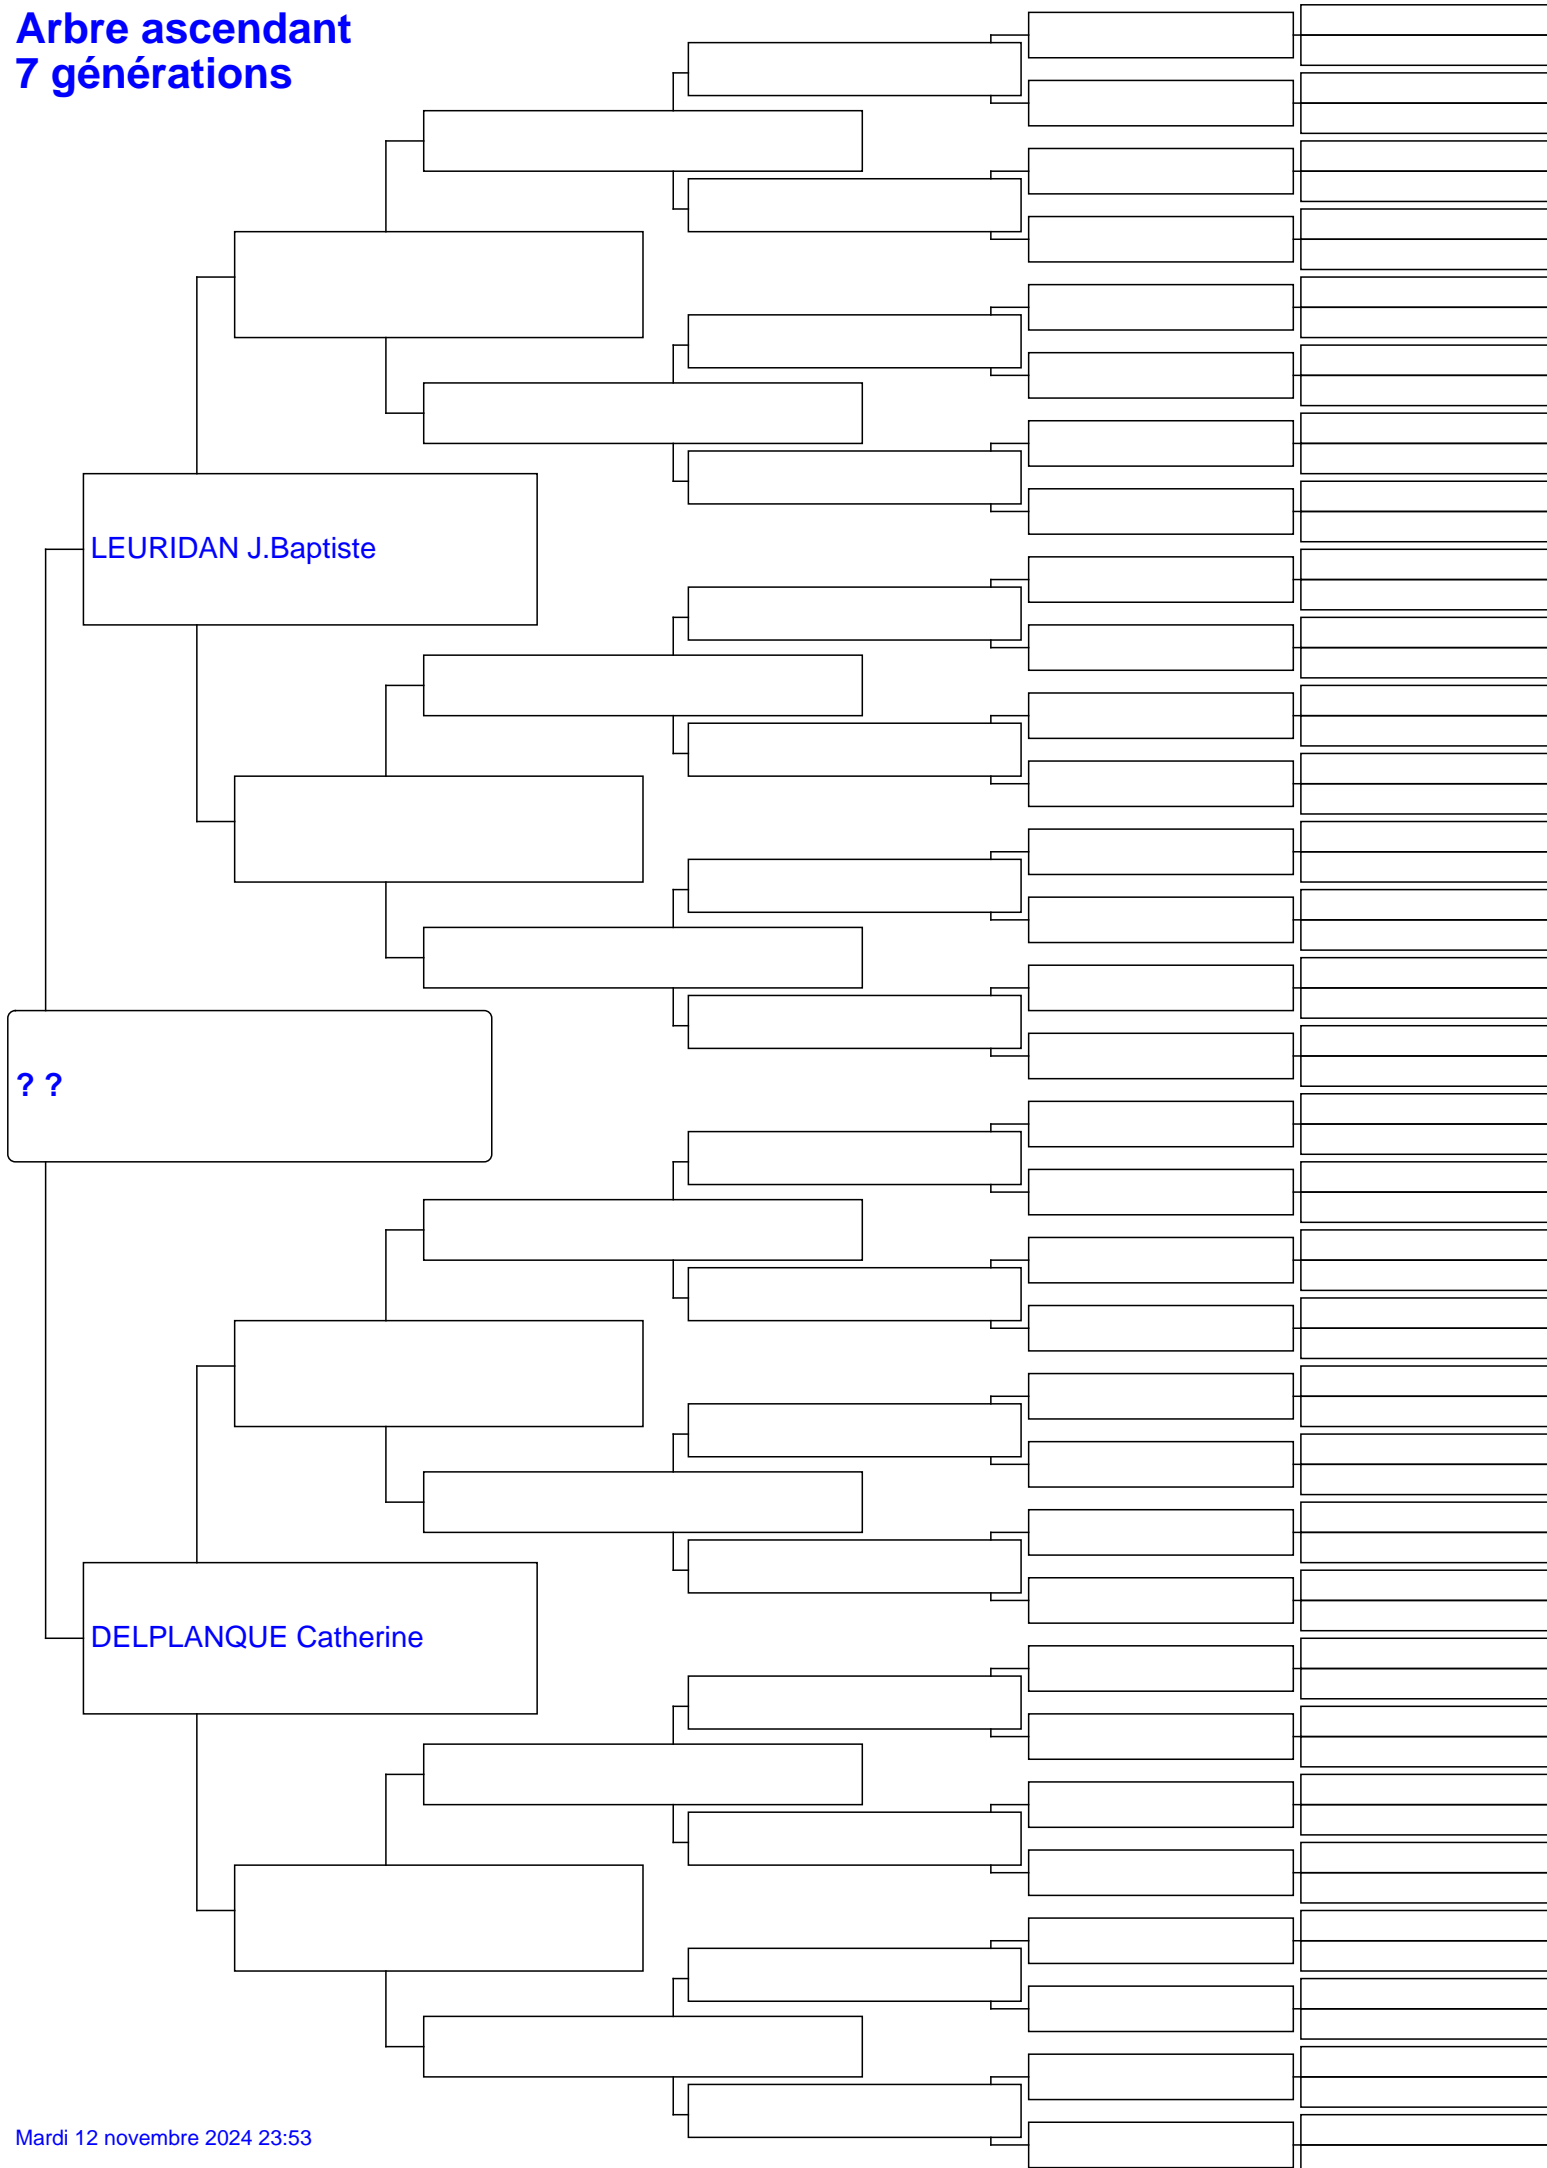 Arbre ascendant
7 générations
LEURIDAN J.Baptiste
? ?
DELPLANQUE Catherine
Mardi 12 novembre 2024 23:53